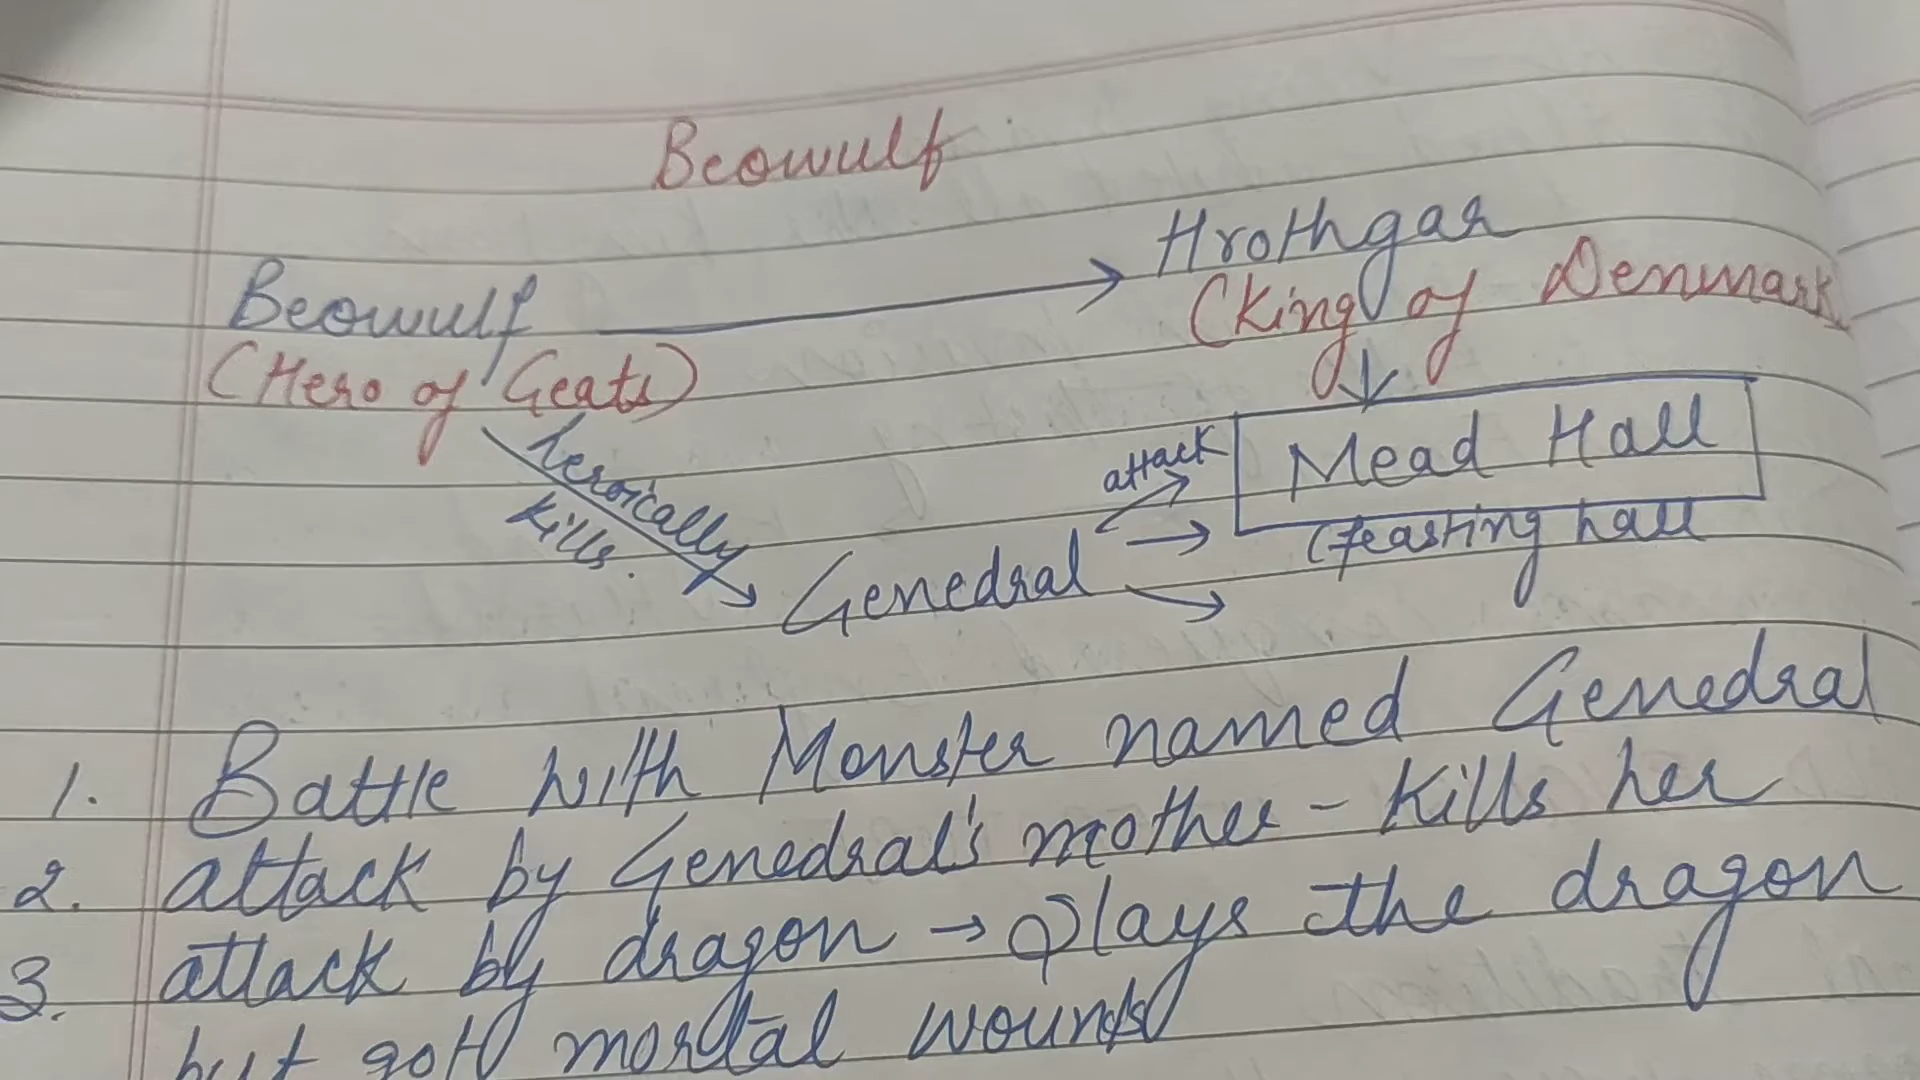 Beowulf
Beowulf → Hrothgar
(Hero of Geats) (King of Denmark
heroically
kills.
attack
Mead Hall
(feasting hall
Genedral
1. Battle with Monster named Genedral
2. attack by Genedral's mother - kills her
3. attack by dragon → slays the dragon
but got mortal wounds